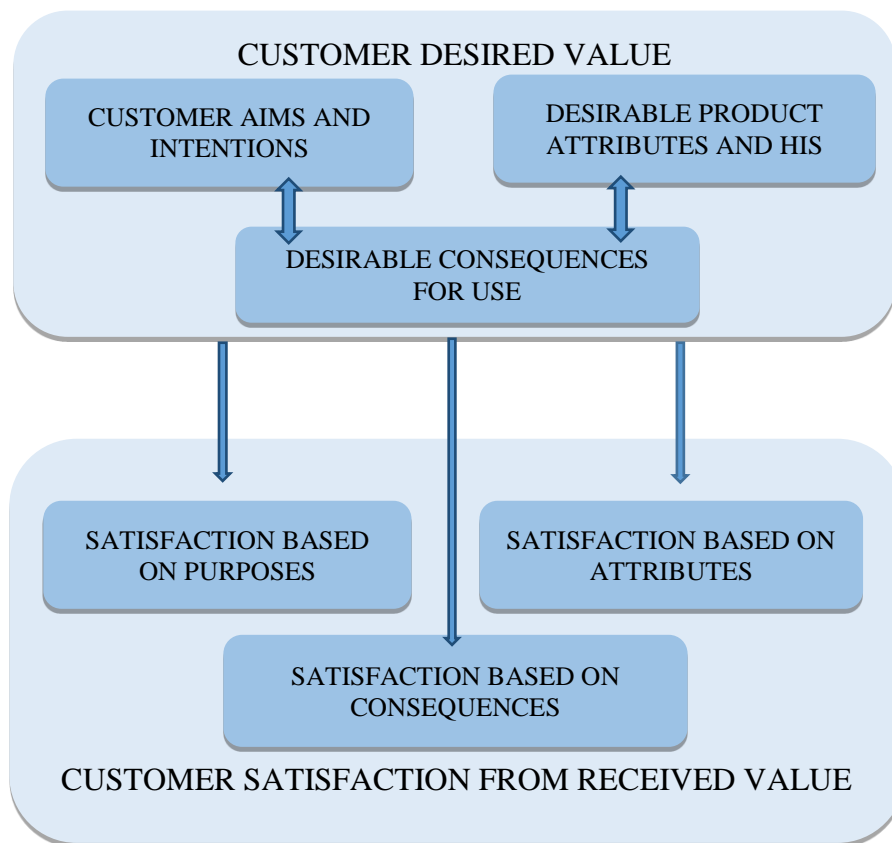 CUSTOMER DESIRED VALUE
CUSTOMER AIMS AND
INTENTIONS
DESIRABLE PRODUCT
ATTRIBUTES AND HIS
DESIRABLE CONSEQUENCES
FOR USE
SATISFACTION BASED
ON PURPOSES
SATISFACTION BASED ON
ATTRIBUTES
SATISFACTION BASED ON
CONSEQUENCES
CUSTOMER SATISFACTION FROM RECEIVED VALUE